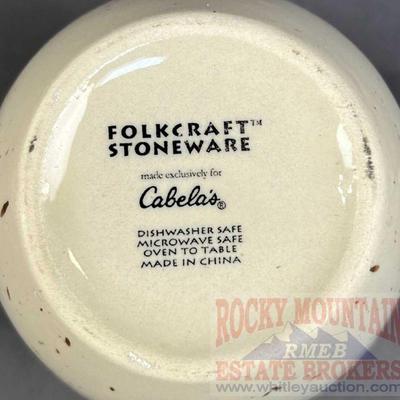 FOLKCRAFT™
STONEWARE
made exclusively for
Cabela's®
DISHWASHER SAFE
MICROWAVE SAFE
OVEN TO TABLE
MADE IN CHINA
ROCKY MOUNTAIN
RMEB
ESTATE BROKERS
www.whitleyauction.com